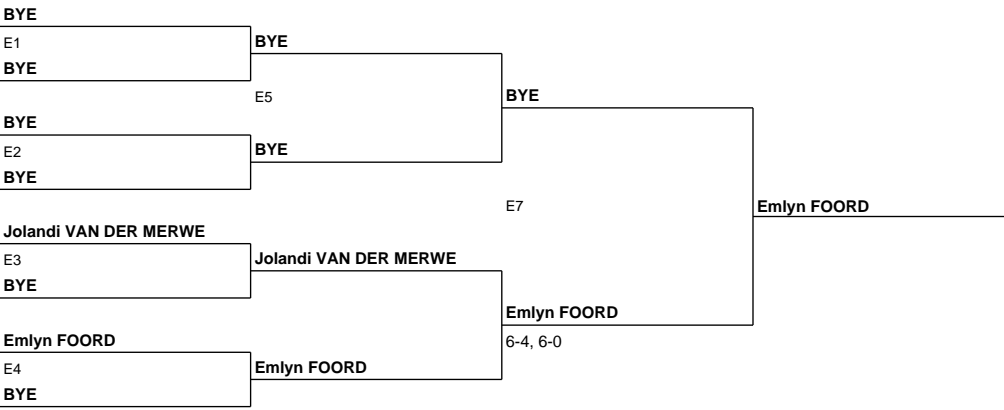 BYE
E1
BYE
BYE
E5
BYE
BYE
E2
BYE
BYE
E7
Emlyn FOORD
Jolandi VAN DER MERWE
E3
Jolandi VAN DER MERWE
BYE
Emlyn FOORD
6-4, 6-0
Emlyn FOORD
E4
Emlyn FOORD
BYE